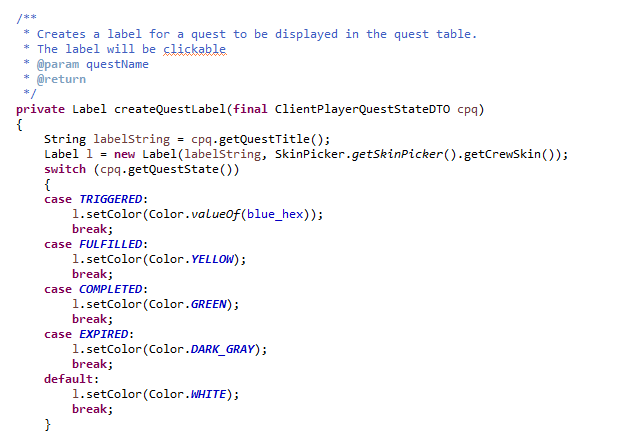 /**
 * Creates a label for a quest to be displayed in the quest table.
 * The label will be clickable
 * @param questName
 * @return
 */
private Label createQuestLabel(final ClientPlayerQuestStateDTO cpq)
{
    String labelString = cpq.getQuestTitle();
    Label l = new Label(labelString, SkinPicker.getSkinPicker().getCrewSkin());
    switch (cpq.getQuestState())
    {
    case TRIGGERED:
        l.setColor(Color.valueOf(blue_hex));
        break;
    case FULFILLED:
        l.setColor(Color.YELLOW);
        break;
    case COMPLETED:
        l.setColor(Color.GREEN);
        break;
    case EXPIRED:
        l.setColor(Color.DARK_GRAY);
        break;
    default:
        l.setColor(Color.WHITE);
        break;
    }